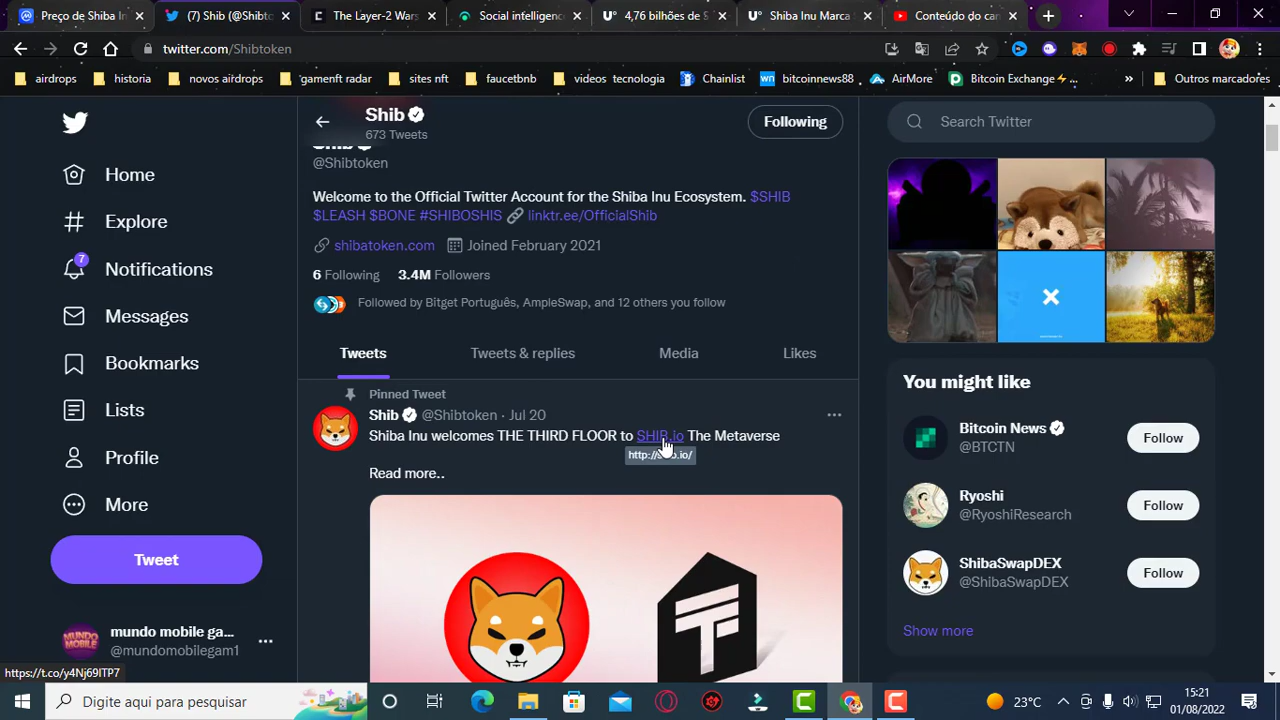 Preço de Shiba In
(7) Shib (@Shibto
The Layer-2 Wars
Social intelligenc
4,76 bilhões de S
Shiba Inu Marca
Conteúdo do can
twitter.com/Shibtoken
airdrops
historia
novos airdrops
'gamenft radar
sites nft
faucetbnb
videos tecnologia
Chainlist
wn bitcoinnews88
AirMore
Bitcoin Exchange⚡...
»
Outros marcadores
Shib
673 Tweets
Following
Search Twitter
@Shibtoken
Welcome to the Official Twitter Account for the Shiba Inu Ecosystem. $SHIB
$LEASH $BONE #SHIBOSHIS linktr.ee/OfficialShib
shibatoken.com Joined February 2021
6 Following 3.4M Followers
Followed by Bitget Português, AmpleSwap, and 12 others you follow
Tweets
Tweets & replies
Media
Likes
Pinned Tweet
Shib @Shibtoken · Jul 20
Shiba Inu welcomes THE THIRD FLOOR to SHIB.io The Metaverse
Read more..
Home
Explore
7
Notifications
Messages
Bookmarks
Lists
Profile
More
Tweet
mundo mobile ga...
@mundomobilegam1
MUNDO
MOBILE
https://t.co/y4Nj69ITP7
You might like
Bitcoin News
@BTCTN
Follow
Ryoshi
@RyoshiResearch
Follow
ShibaSwapDEX
@ShibaSwapDEX
Follow
Show more
Digite aqui para pesquisar
23°C
15:21
01/08/2022